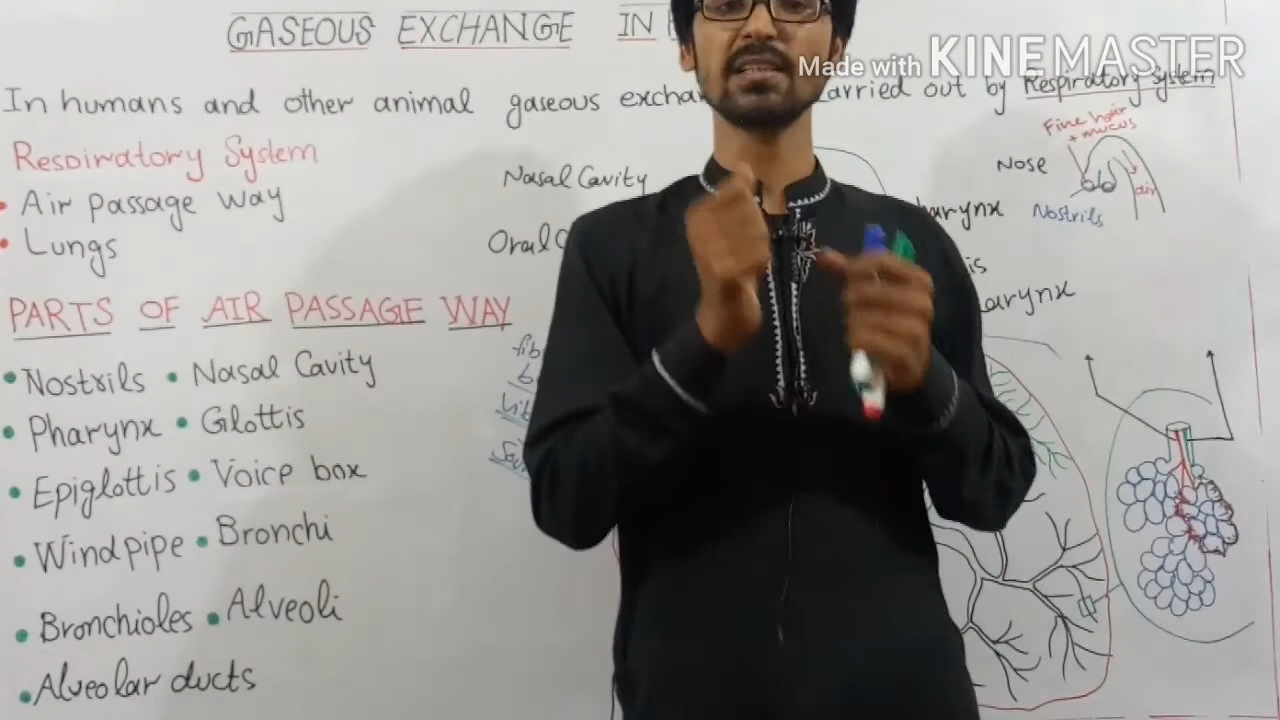 GASEOUS EXCHANGE IN
Made with KINEMASTER
In humans and other animal gaseous carried out by Respiratory System
Respiratory System
• Air passage way
• Lungs
PARTS OF AIR PASSAGE WAY
• Nostrils • Nasal Cavity
• Pharynx • Glottis
• Epiglottis • Voice box
• Windpipe • Bronchi
• Bronchioles • Alveoli
• Alveolar ducts
Nasal Cavity
Oral
Fine hair
+ mucus
Nose
air
Nostrils